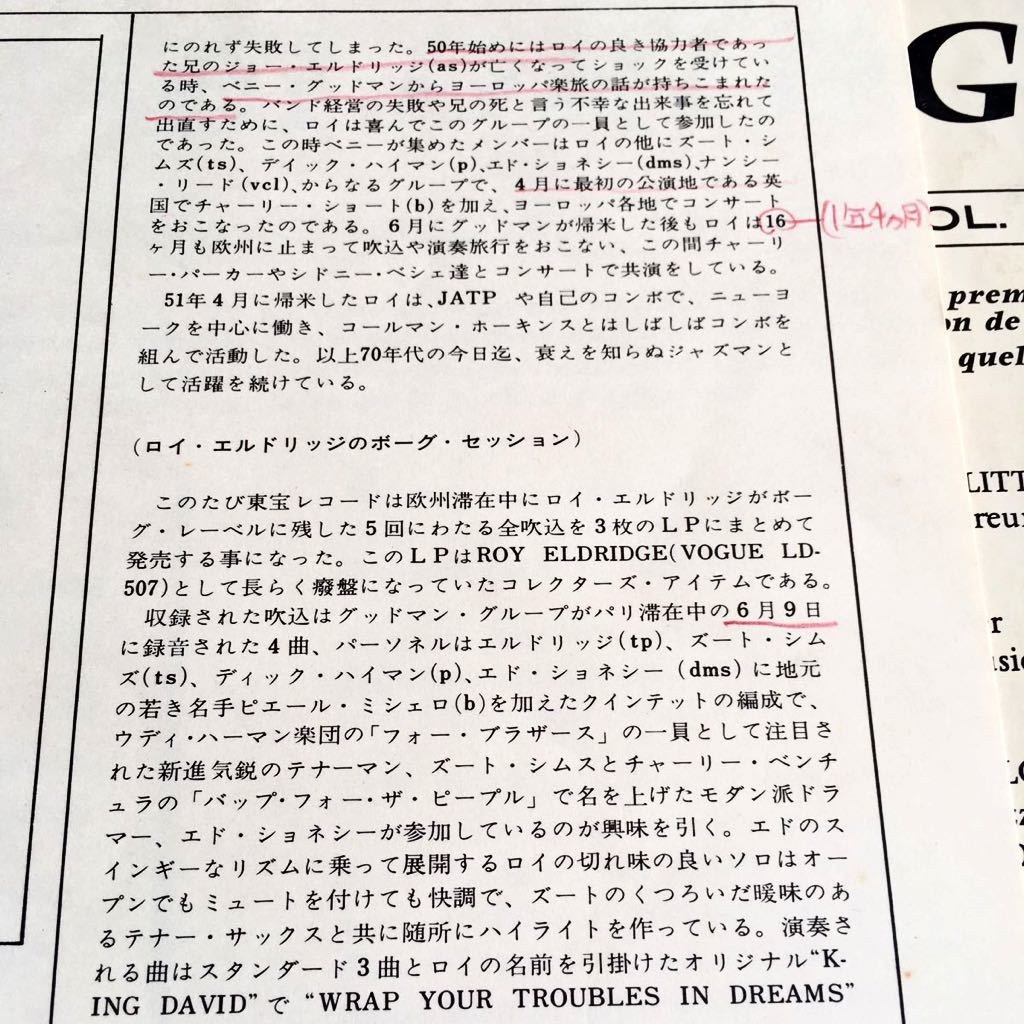 にのれず失敗してしまった。50年始めにはロイの良き協力者であっ
た兄のジョー・エルドリッジ(as)が亡くなってショックを受けてい
る時、ベニー・グッドマンからヨーロッパ楽旅の話が持ちこまれた
のである。バンド経営の失敗や兄の死と言う不幸な出来事を忘れて
出直すために、ロイは喜んでこのグループの一員として参加したの
であった。この時ベニーが集めたメンバーはロイの他にズート・シ
ムズ(ts)、デイック・ハイマン(p)、エド・ショネシー(dms)、ナンシー
・リード(vcl)、からなるグループで、4月に最初の公演地である英
国でチャーリー・ショート(b)を加え、ヨーロッパ各地でコンサート
をおこなったのである。6月にグッドマンが帰米した後もロイは16
ヶ月も欧州に止まって吹込や演奏旅行をおこない、この間チャーリ
ー・パーカーやシドニー・ベシェ達とコンサートで共演をしている。
51年4月に帰米したロイは、JATP や自己のコンボで、ニューヨ
ークを中心に働き、コールマン・ホーキンスとはしばしばコンボを
組んで活動した。以上70年代の今日迄、衰えを知らぬジャズマンと
して活躍を続けている。
(ロイ・エルドリッジのボーグ・セッション)
このたび東宝レコードは欧州滞在中にロイ・エルドリッジがボー
グ・レーベルに残した5回にわたる全吹込を3枚のLPにまとめて
発売する事になった。このLPはROY ELDRIDGE(VOGUE LD-
507)として長らく廃盤になっていたコレクターズ・アイテムである。
収録された吹込はグッドマン・グループがパリ滞在中の6月9日
に録音された4曲、パーソネルはエルドリッジ(tp)、ズート・シム
ズ(ts)、ディック・ハイマン(p)、エド・ショネシー(dms)に地元
の若き名手ピエール・ミシェロ(b)を加えたクインテットの編成で、
ウディ・ハーマン楽団の「フォー・ブラザース」の一員として注目さ
れた新進気鋭のテナーマン、ズート・シムスとチャーリー・ベンチ
ュラの「バップ・フォー・ザ・ピープル」で名を上げたモダン派ドラ
マー、エド・ショネシーが参加しているのが興味を引く。エドのス
インギーなリズムに乗って展開するロイの切れ味の良いソロはオー
プンでもミュートを付けても快調で、ズートのくつろいだ暖味のあ
るテナー・サックスと共に随所にハイライトを作っている。演奏さ
れる曲はスタンダード3曲とロイの名前を引掛けたオリジナル“K-
ING DAVID”で “WRAP YOUR TROUBLES IN DREAMS”
G
OL.
prem
on de
quel
LITT
reur
r
usic